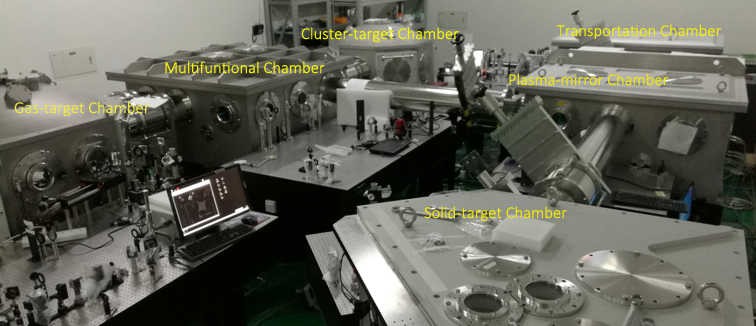 Cluster-target Chamber
Transportation Chamber
Multifuntional Chamber
Plasma-mirror Chamber
Gas-target Chamber
Solid-target Chamber